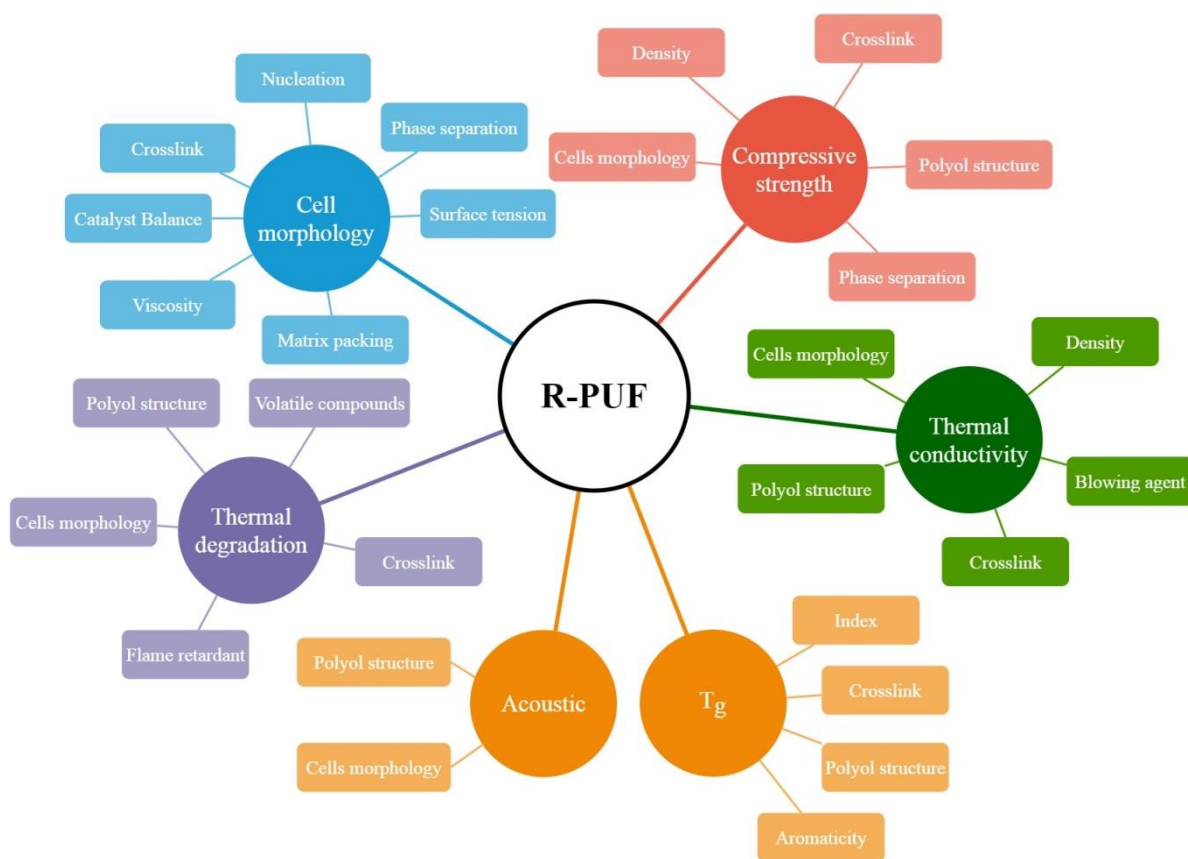 Nucleation
Crosslink
Phase separation
Catalyst Balance
Cell
morphology
Surface tension
Viscosity
Matrix packing
Density
Crosslink
Cells morphology
Compressive
strength
Polyol structure
Phase separation
R-PUF
Cells morphology
Density
Thermal
conductivity
Polyol structure
Blowing agent
Crosslink
Polyol structure
Volatile compounds
Cells morphology
Thermal
degradation
Crosslink
Flame retardant
Polyol structure
Acoustic
Cells morphology
Index
Tg
Crosslink
Polyol structure
Aromaticity